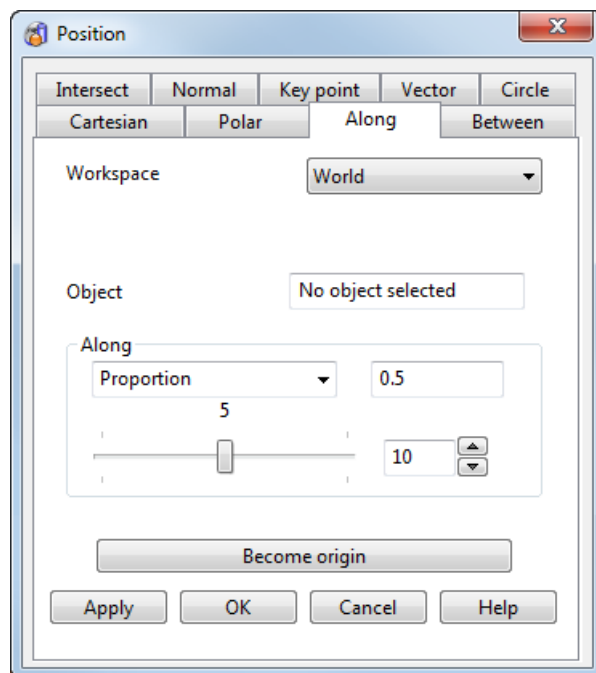 Position
Intersect Normal Key point Vector Circle
Cartesian Polar Along Between
Workspace World
Object No object selected
Along
Proportion 0.5
5
10
Become origin
Apply OK Cancel Help